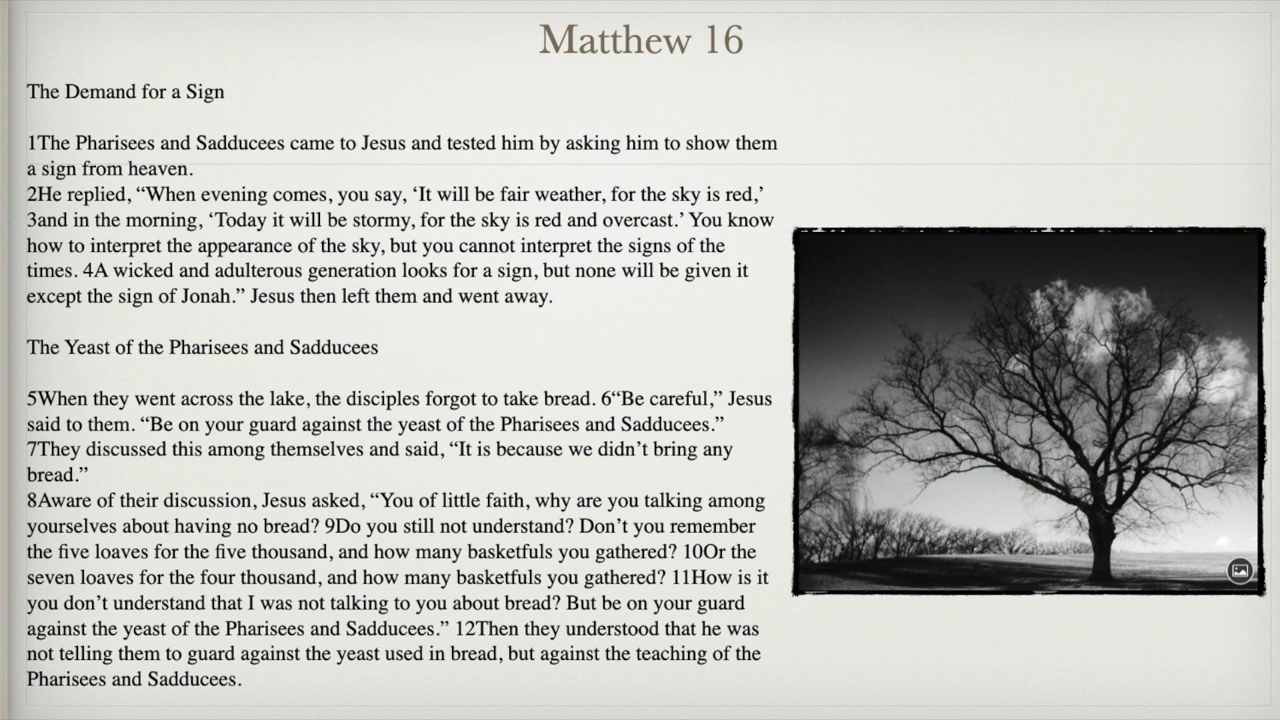 Matthew 16
The Demand for a Sign
1The Pharisees and Sadducees came to Jesus and tested him by asking him to show them
a sign from heaven.
2He replied, “When evening comes, you say, ‘It will be fair weather, for the sky is red,’
3and in the morning, ‘Today it will be stormy, for the sky is red and overcast.’ You know
how to interpret the appearance of the sky, but you cannot interpret the signs of the
times. 4A wicked and adulterous generation looks for a sign, but none will be given it
except the sign of Jonah.” Jesus then left them and went away.
The Yeast of the Pharisees and Sadducees
5When they went across the lake, the disciples forgot to take bread. 6“Be careful,” Jesus
said to them. “Be on your guard against the yeast of the Pharisees and Sadducees.”
7They discussed this among themselves and said, “It is because we didn’t bring any
bread.”
8Aware of their discussion, Jesus asked, “You of little faith, why are you talking among
yourselves about having no bread? 9Do you still not understand? Don’t you remember
the five loaves for the five thousand, and how many basketfuls you gathered? 10Or the
seven loaves for the four thousand, and how many basketfuls you gathered? 11How is it
you don’t understand that I was not talking to you about bread? But be on your guard
against the yeast of the Pharisees and Sadducees.” 12Then they understood that he was
not telling them to guard against the yeast used in bread, but against the teaching of the
Pharisees and Sadducees.